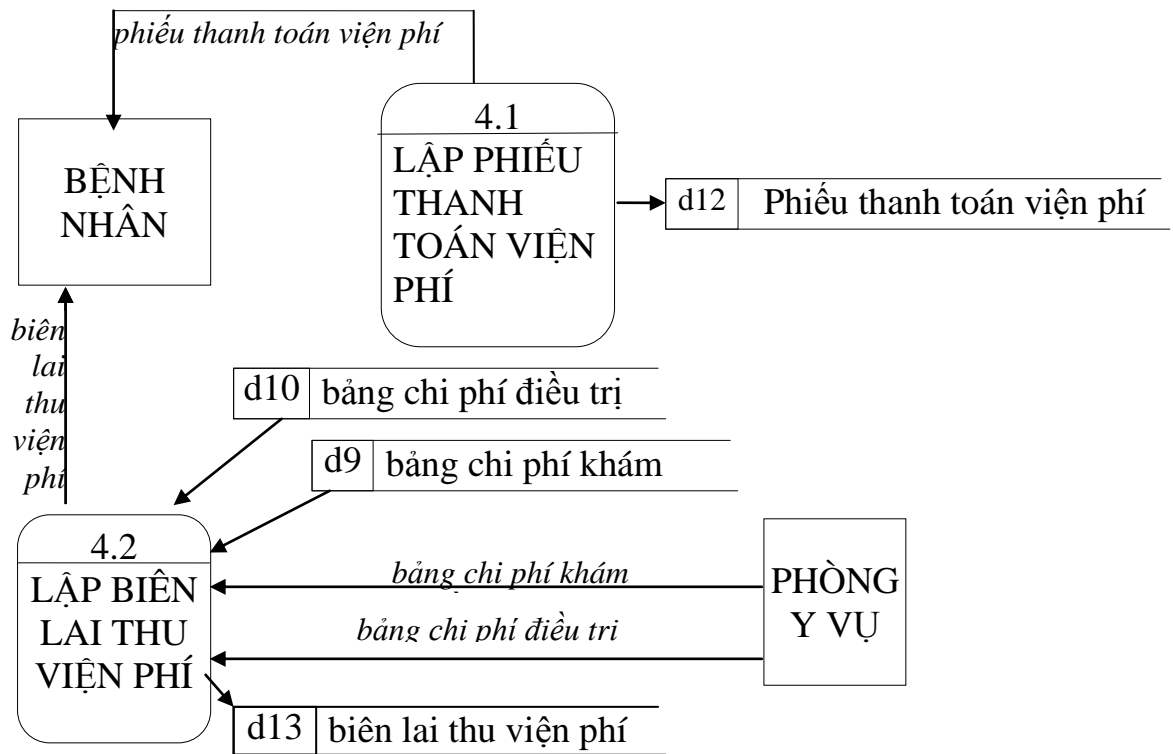 phiếu thanh toán viện phí
4.1
LẬP PHIẾU
THANH
TOÁN VIỆN
PHÍ
BỆNH
NHÂN
d12 Phiếu thanh toán viện phí
biên
lai
thu
viện
phí
d10 bảng chi phí điều trị
d9 bảng chi phí khám
4.2
LẬP BIÊN
LAI THU
VIỆN PHÍ
bảng chi phí khám
bảng chi phí điều tri
PHÒNG
Y VỤ
d13 biên lai thu viện phí